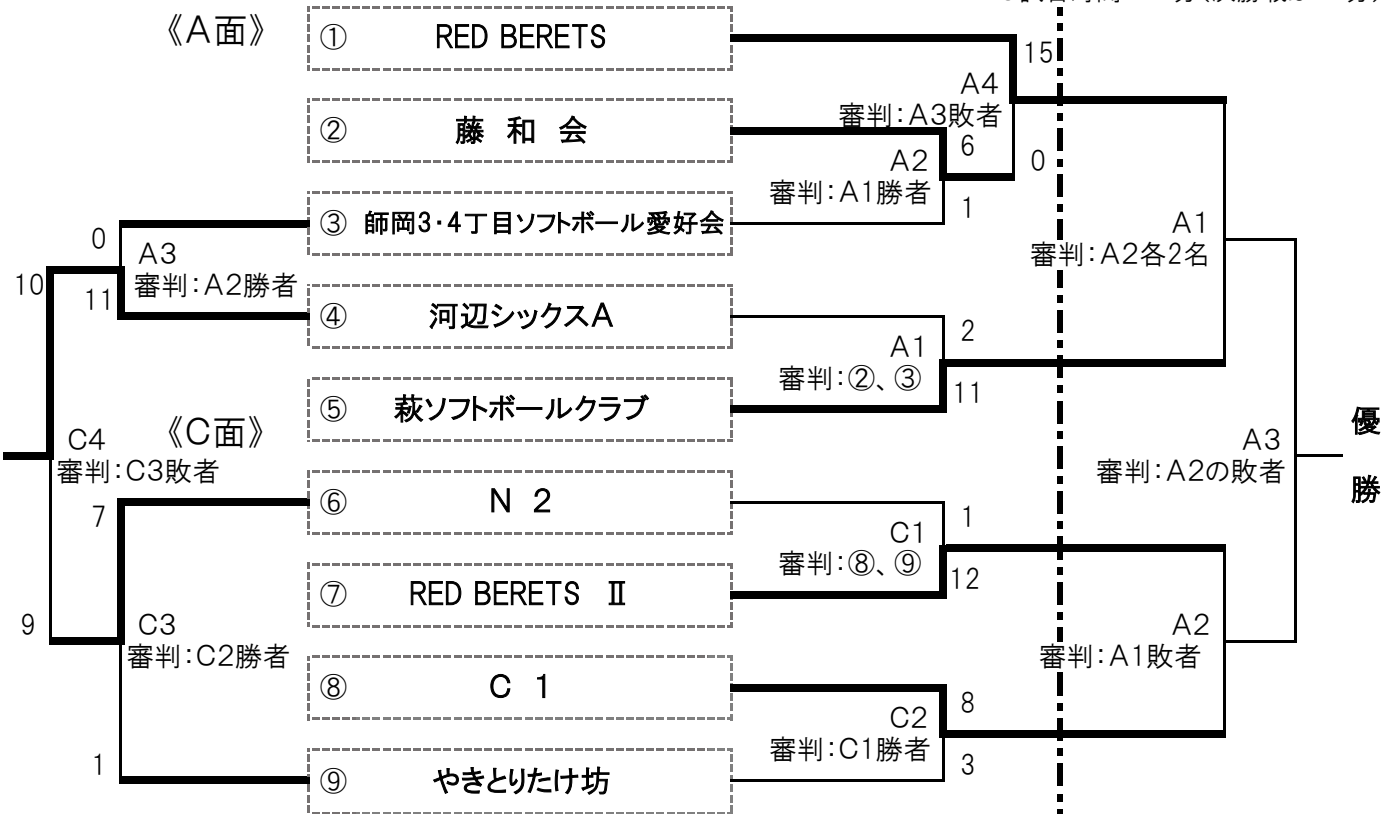 《A面》
① RED BERETS
15
A4
審判：A3敗者
② 藤 和 会
6
0
A2
審判：A1勝者
1
③ 師岡3・4丁目ソフトボール愛好会
0
A3
審判：A2勝者
10
11
A1
審判：A2各2名
④ 河辺シックスA
2
A1
審判：②、③
11
⑤ 萩ソフトボールクラブ
《C面》
C4
審判：C3敗者
優
勝
A3
審判：A2の敗者
⑥ N 2
7
1
C1
審判：⑧、⑨
12
⑦ RED BERETS Ⅱ
9
C3
審判：C2勝者
A2
審判：A1敗者
⑧ C 1
8
C2
審判：C1勝者
3
⑨ やきとりたけ坊
1